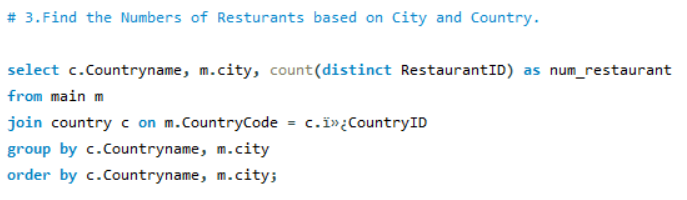 # 3.Find the Numbers of Resturants based on City and Country.
select c.Countryname, m.city, count(distinct RestaurantID) as num_restaurant
from main m
join country c on m.CountryCode = c.ï»¿CountryID
group by c.Countryname, m.city
order by c.Countryname, m.city;